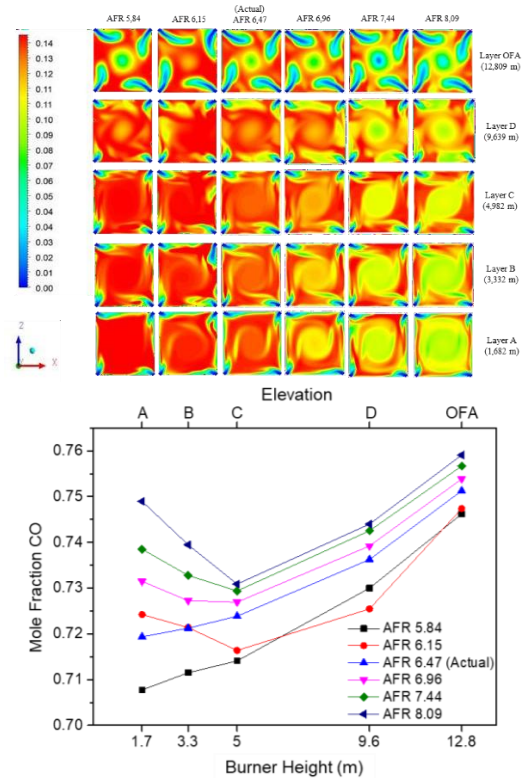 (Actual)
AFR 5,84 AFR 6,15 AFR 6,47 AFR 6,96 AFR 7,44 AFR 8,09
0.14
0.13
0.12
0.11
0.10
0.09
0.08
0.07
0.06
0.05
0.04
0.03
0.02
0.01
0.00
Layer OFA
(12,809 m)
Layer D
(9,639 m)
Layer C
(4,982 m)
Layer B
(3,332 m)
Layer A
(1,682 m)
Z
X
Elevation
A B C D OFA
Mole Fraction CO
0.76
0.75
0.74
0.73
0.72
0.71
0.70
AFR 5.84
AFR 6.15
AFR 6.47 (Actual)
AFR 6.96
AFR 7.44
AFR 8.09
1.7 3.3 5 9.6 12.8
Burner Height (m)